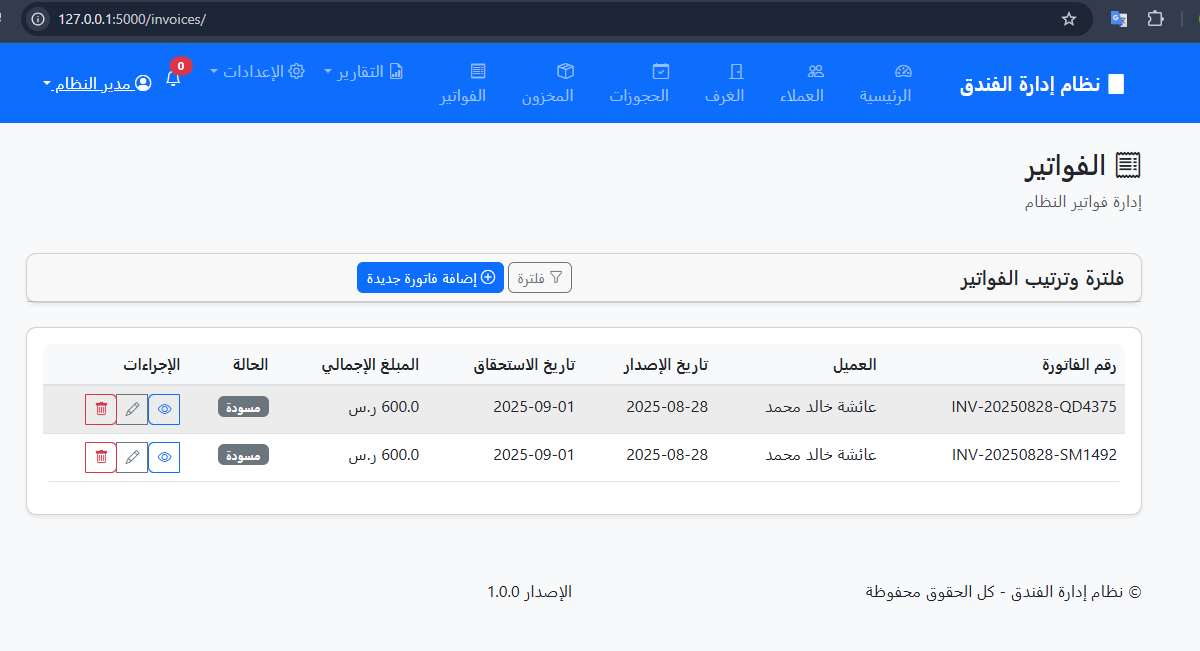 127.0.0.1:5000/invoices/
نظام إدارة الفندق
الرئيسية
العملاء
الغرف
الحجوزات
المخزون
الفواتير
التقارير
الإعدادات
0
مدير النظام
الفواتير
إدارة فواتير النظام
فلترة وترتيب الفواتير
فلترة
إضافة فاتورة جديدة
رقم الفاتورة العميل تاريخ الإصدار تاريخ الاستحقاق المبلغ الإجمالي الحالة الإجراءات
INV-20250828-QD4375 عائشة خالد محمد 2025-08-28 2025-09-01 600.0 ر.س مسودة
INV-20250828-SM1492 عائشة خالد محمد 2025-08-28 2025-09-01 600.0 ر.س مسودة
© نظام إدارة الفندق - كل الحقوق محفوظة
الإصدار 1.0.0